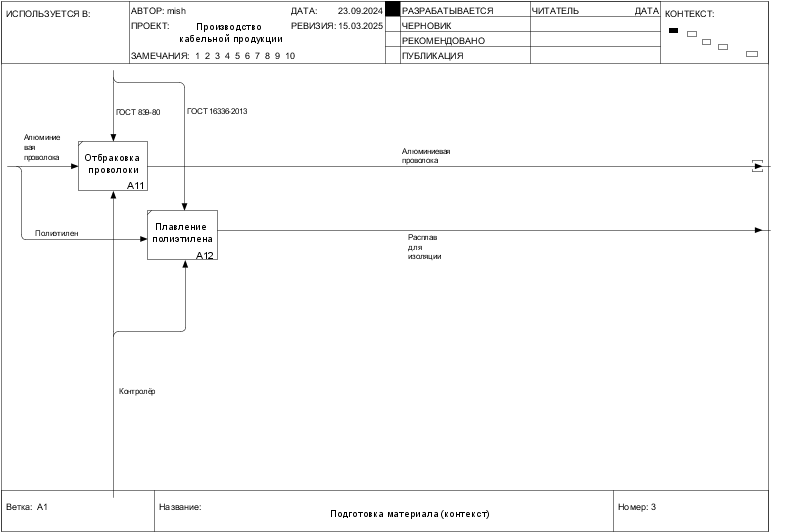 ИСПОЛЬЗУЕТСЯ В:
АВТОР: mish
ДАТА: 23.09.2024
ПРОЕКТ: Производство
кабельной продукции
РЕВИЗИЯ: 15.03.2025
ЗАМЕЧАНИЯ: 1 2 3 4 5 6 7 8 9 10
РАЗРАБАТЫВАЕТСЯ
ЧЕРНОВИК
РЕКОМЕНДОВАНО
ПУБЛИКАЦИЯ
ЧИТАТЕЛЬ ДАТА
КОНТЕКСТ:
ГОСТ 839-80
ГОСТ 16336-2013
Алюминие
вая
проволока
Отбраковка
проволоки
A11
Алюминиевая
проволока
Полиэтилен
Плавление
полиэтилена
A12
Расплав
для
изоляции
Контролёр
Ветка: A1
Название:
Подготовка материала (контекст)
Номер: 3